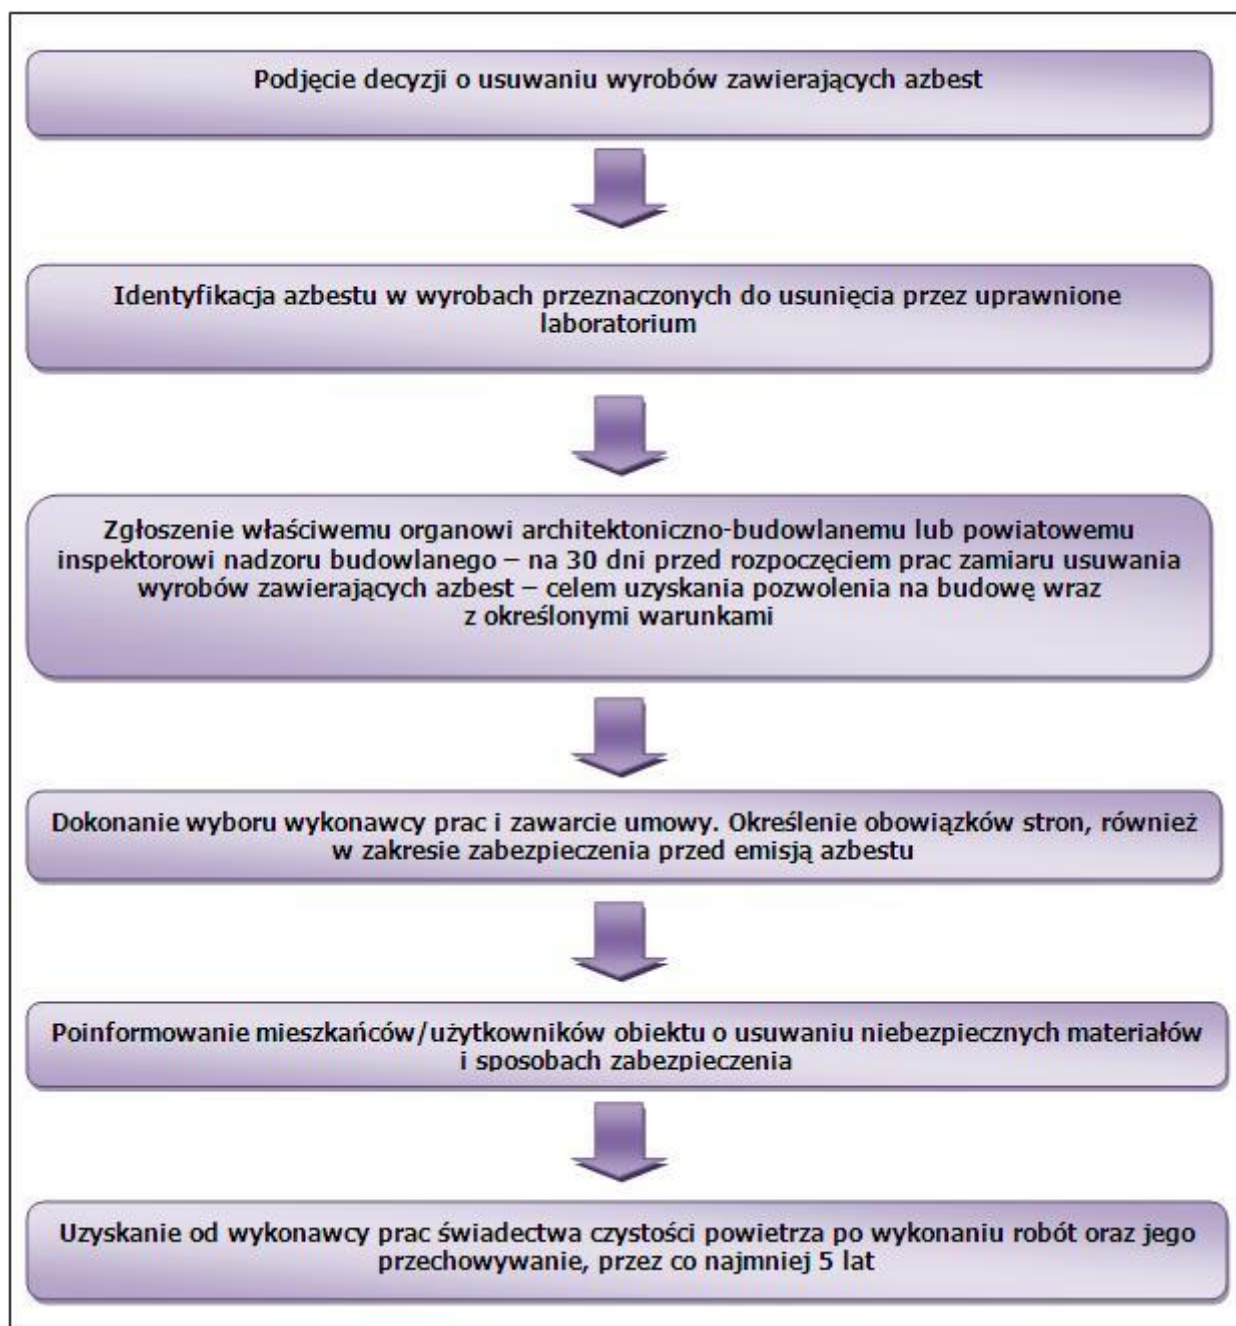 Podjęcie decyzji o usuwaniu wyrobów zawierających azbest
Identyfikacja azbestu w wyrobach przeznaczonych do usunięcia przez uprawnione
laboratorium
Zgłoszenie właściwemu organowi architektoniczno-budowlanemu lub powiatowemu
inspektorowi nadzoru budowlanego – na 30 dni przed rozpoczęciem prac zamiaru usuwania
wyrobów zawierających azbest – celem uzyskania pozwolenia na budowę wraz
z określonymi warunkami
Dokonanie wyboru wykonawcy prac i zawarcie umowy. Określenie obowiązków stron, również
w zakresie zabezpieczenia przed emisją azbestu
Poinformowanie mieszkańców/użytkowników obiektu o usuwaniu niebezpiecznych materiałów
i sposobach zabezpieczenia
Uzyskanie od wykonawcy prac świadectwa czystości powietrza po wykonaniu robót oraz jego
przechowywanie, przez co najmniej 5 lat